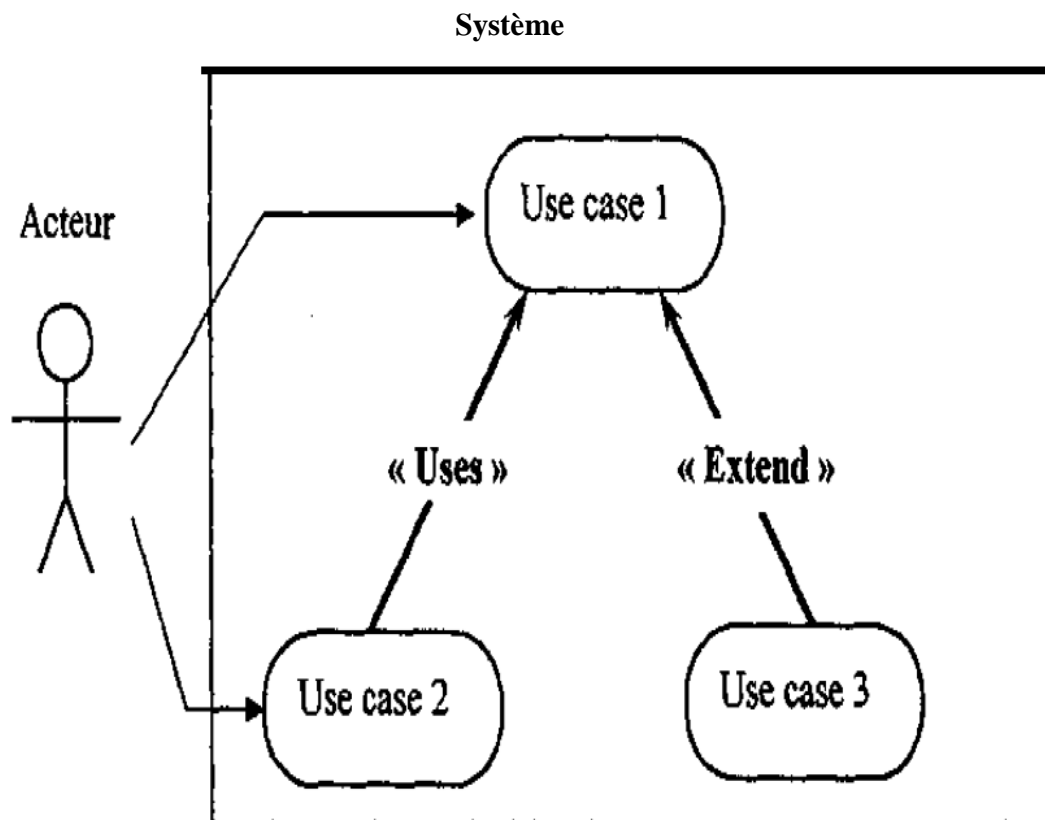 Système
Use case 1
Acteur
« Uses »
« Extend »
Use case 2
Use case 3